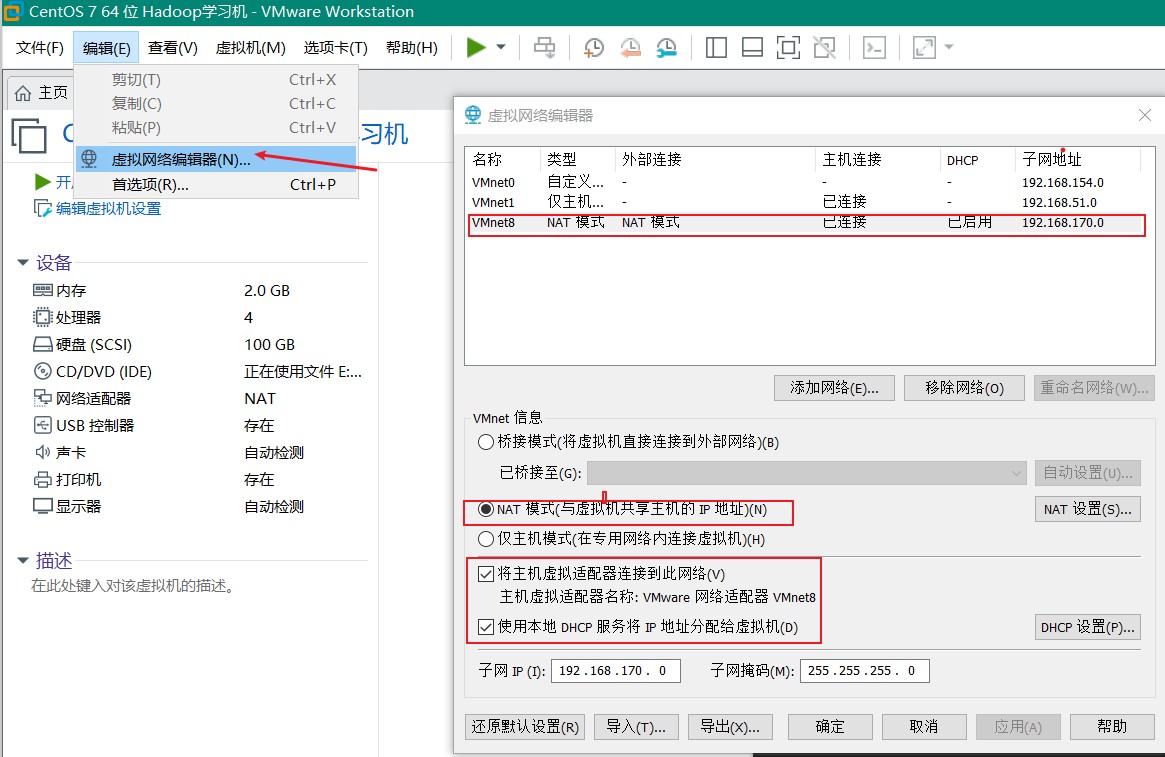 CentOS 7 64 位 Hadoop学习机 - VMware Workstation
文件(F) 编辑(E) 查看(V) 虚拟机(M) 选项卡(T) 帮助(H)
主页
剪切(T) Ctrl+X
复制(C) Ctrl+C
粘贴(P) Ctrl+V
虚拟网络编辑器(N)...
首选项(R)... Ctrl+P
习机
编辑虚拟机设置
设备
内存 2.0 GB
处理器 4
硬盘 (SCSI) 100 GB
CD/DVD (IDE) 正在使用文件 E:...
网络适配器 NAT
USB 控制器 存在
声卡 自动检测
打印机 存在
显示器 自动检测
描述
在此处键入对该虚拟机的描述。
虚拟网络编辑器
名称 类型 外部连接 主机连接 DHCP 子网地址
VMnet0 自定义... - - - 192.168.154.0
VMnet1 仅主机... - 已连接 - 192.168.51.0
VMnet8 NAT 模式 NAT 模式 已连接 已启用 192.168.170.0
添加网络(E)... 移除网络(O) 重命名网络(W)...
VMnet 信息
桥接模式(将虚拟机直接连接到外部网络)(B)
已桥接至(G): 自动设置(U)...
NAT 模式(与虚拟机共享主机的 IP 地址)(N) NAT 设置(S)...
仅主机模式(在专用网络内连接虚拟机)(H)
将主机虚拟适配器连接到此网络(V)
主机虚拟适配器名称: VMware 网络适配器 VMnet8
使用本地 DHCP 服务将 IP 地址分配给虚拟机(D) DHCP 设置(P)...
子网 IP (I): 192.168.170. 0 子网掩码(M): 255.255.255. 0
还原默认设置(R) 导入(T)... 导出(X)... 确定 取消 应用(A) 帮助